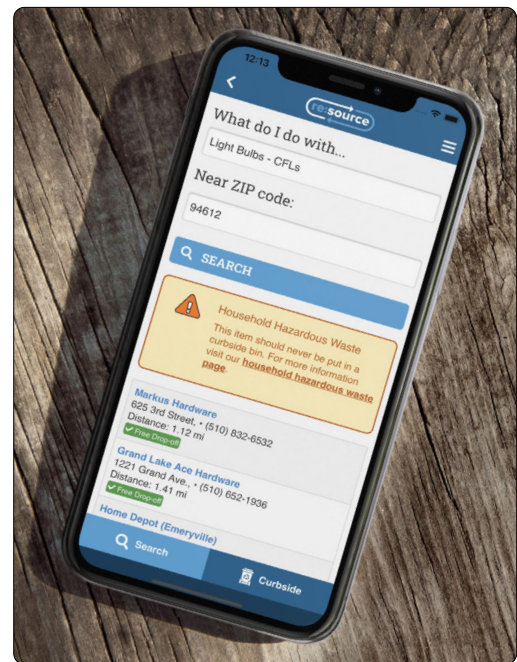 12:13
re:source
What do I do with...
Light Bulbs - CFLs
Near ZIP code:
94612
SEARCH
Household Hazardous Waste
This item should never be put in a
curbside bin. For more information
visit our household hazardous waste
page.
Markus Hardware
625 3rd Street, • (510) 832-6532
Distance: 1.12 mi
Free Drop-off
Grand Lake Ace Hardware
1221 Grand Ave., • (510) 652-1936
Distance: 1.41 mi
Free Drop-off
Home Depot (Emeryville)
Search
Curbside